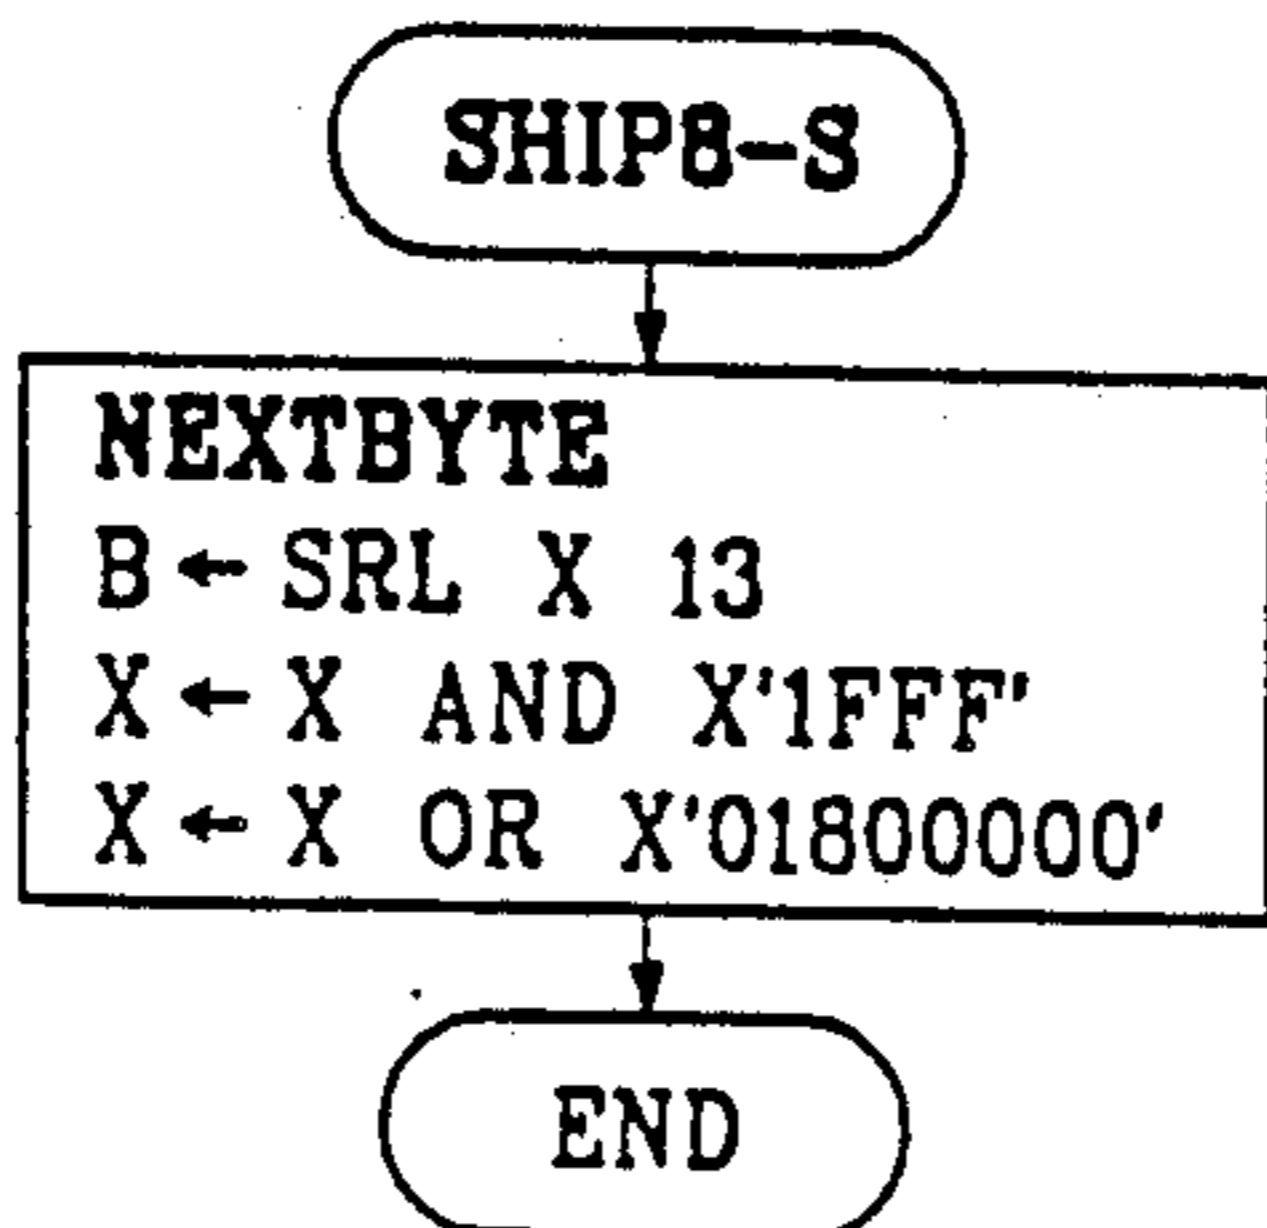 SHIP8-S
NEXTBYTE
B ← SRL X 13
X ← X AND X'1FFF'
X ← X OR X'01800000'
END